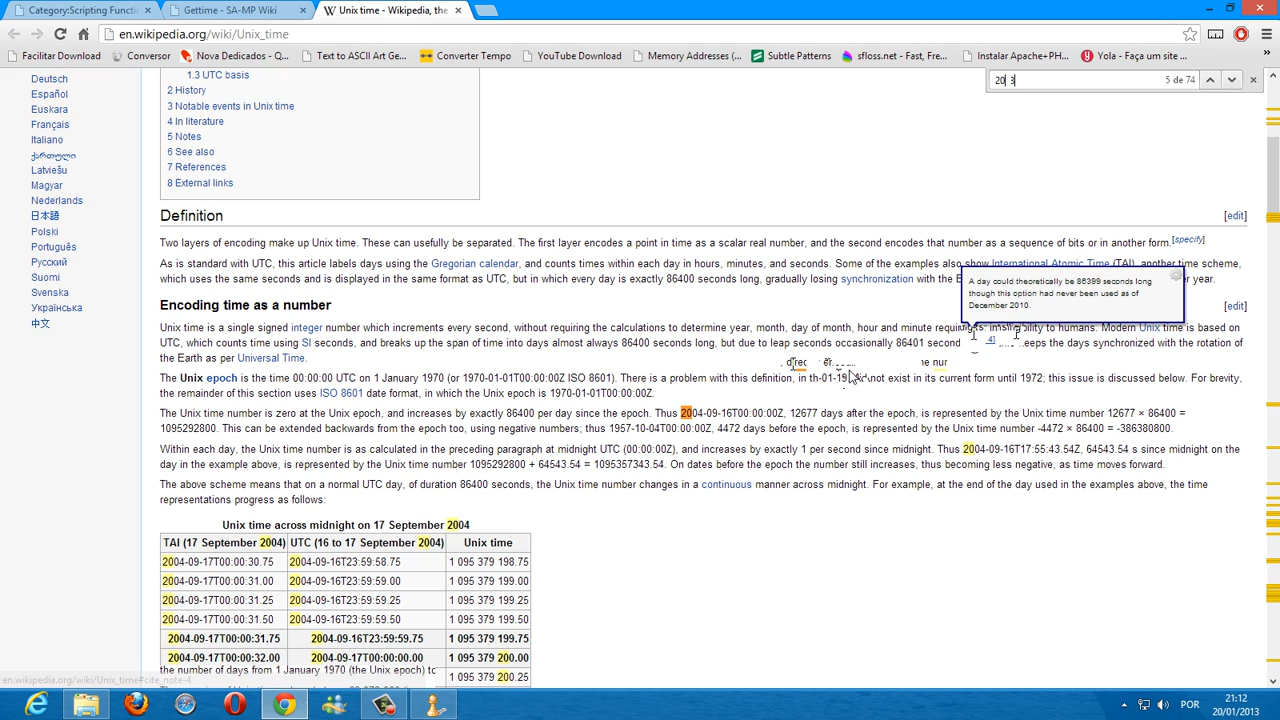 Category:Scripting Functi
Gettime - SA-MP Wiki
Unix time - Wikipedia, the
en.wikipedia.org/wiki/Unix_time
Facilitar Download
Conversor
Nova Dedicados - O...
Text to ASCII Art Ge...
Converter Tempo
YouTube Download
Memory Addresses (...
Subtle Patterns
sfloss.net - Fast, Fre...
Instalar Apache+PH...
Yola - Faça um site ...
5 de 74
Deutsch
Español
Euskara
Français
Italiano
ქართული
Latviešu
Magyar
Nederlands
日本語
Polski
Português
Русский
Suomi
Svenska
Українська
中文
1.3 UTC basis
2 History
3 Notable events in Unix time
4 In literature
5 Notes
6 See also
7 References
8 External links
Definition
[edit]
Two layers of encoding make up Unix time. These can usefully be separated. The first layer encodes a point in time as a scalar real number, and the second encodes that number as a sequence of bits or in another form.[specify]
As is standard with UTC, this article labels days using the Gregorian calendar, and counts times within each day in hours, minutes, and seconds. Some of the examples also show International Atomic Time (TAI), another time scheme,
which uses the same seconds and is displayed in the same format as UTC, but in which every day is exactly 86400 seconds long, gradually losing synchronization with the E
er year.
A day could theoretically be 86399 seconds long
though this option had never been used as of
December 2010.
Encoding time as a number
[edit]
Unix time is a single signed integer number which increments every second, without requiring the calculations to determine year, month, day of month, hour and minute required for intelligibility to humans. Modern Unix time is based on
UTC, which counts time using SI seconds, and breaks up the span of time into days almost always 86400 seconds long, but due to leap seconds occasionally 86401 second
4]
keeps the days synchronized with the rotation of
the Earth as per Universal Time.
The Unix epoch is the time 00:00:00 UTC on 1 January 1970 (or 1970-01-01T00:00:00Z ISO 8601). There is a problem with this definition, in th
not exist in its current form until 1972; this issue is discussed below. For brevity,
the remainder of this section uses ISO 8601 date format, in which the Unix epoch is 1970-01-01T00:00:00Z.
The Unix time number is zero at the Unix epoch, and increases by exactly 86400 per day since the epoch. Thus 2004-09-16T00:00:00Z, 12677 days after the epoch, is represented by the Unix time number 12677 × 86400 =
1095292800. This can be extended backwards from the epoch too, using negative numbers; thus 1957-10-04T00:00:00Z, 4472 days before the epoch, is represented by the Unix time number -4472 × 86400 = -386380800.
Within each day, the Unix time number is as calculated in the preceding paragraph at midnight UTC (00:00:00Z), and increases by exactly 1 per second since midnight. Thus 2004-09-16T17:55:43.54Z, 64543.54 s since midnight on the
day in the example above, is represented by the Unix time number 1095292800 + 64543.54 = 1095357343.54. On dates before the epoch the number still increases, thus becoming less negative, as time moves forward.
The above scheme means that on a normal UTC day, of duration 86400 seconds, the Unix time number changes in a continuous manner across midnight. For example, at the end of the day used in the examples above, the time
representations progress as follows:
Unix time across midnight on 17 September 2004
TAI (17 September 2004) UTC (16 to 17 September 2004) Unix time
2004-09-17T00:00:30.75 2004-09-16T23:59:58.75 1 095 379 198.75
2004-09-17T00:00:31.00 2004-09-16T23:59:59.00 1 095 379 199.00
2004-09-17T00:00:31.25 2004-09-16T23:59:59.25 1 095 379 199.25
2004-09-17T00:00:31.50 2004-09-16T23:59:59.50 1 095 379 199.50
2004-09-17T00:00:31.75 2004-09-16T23:59:59.75 1 095 379 199.75
2004-09-17T00:00:32.00 2004-09-17T00:00:00.00 1 095 379 200.00
the number of days from 1 January 1970 (the Unix epoch) to
200.25
en.wikipedia.org/wiki/Unix_time#cite_note-4
POR
21:12
20/01/2013